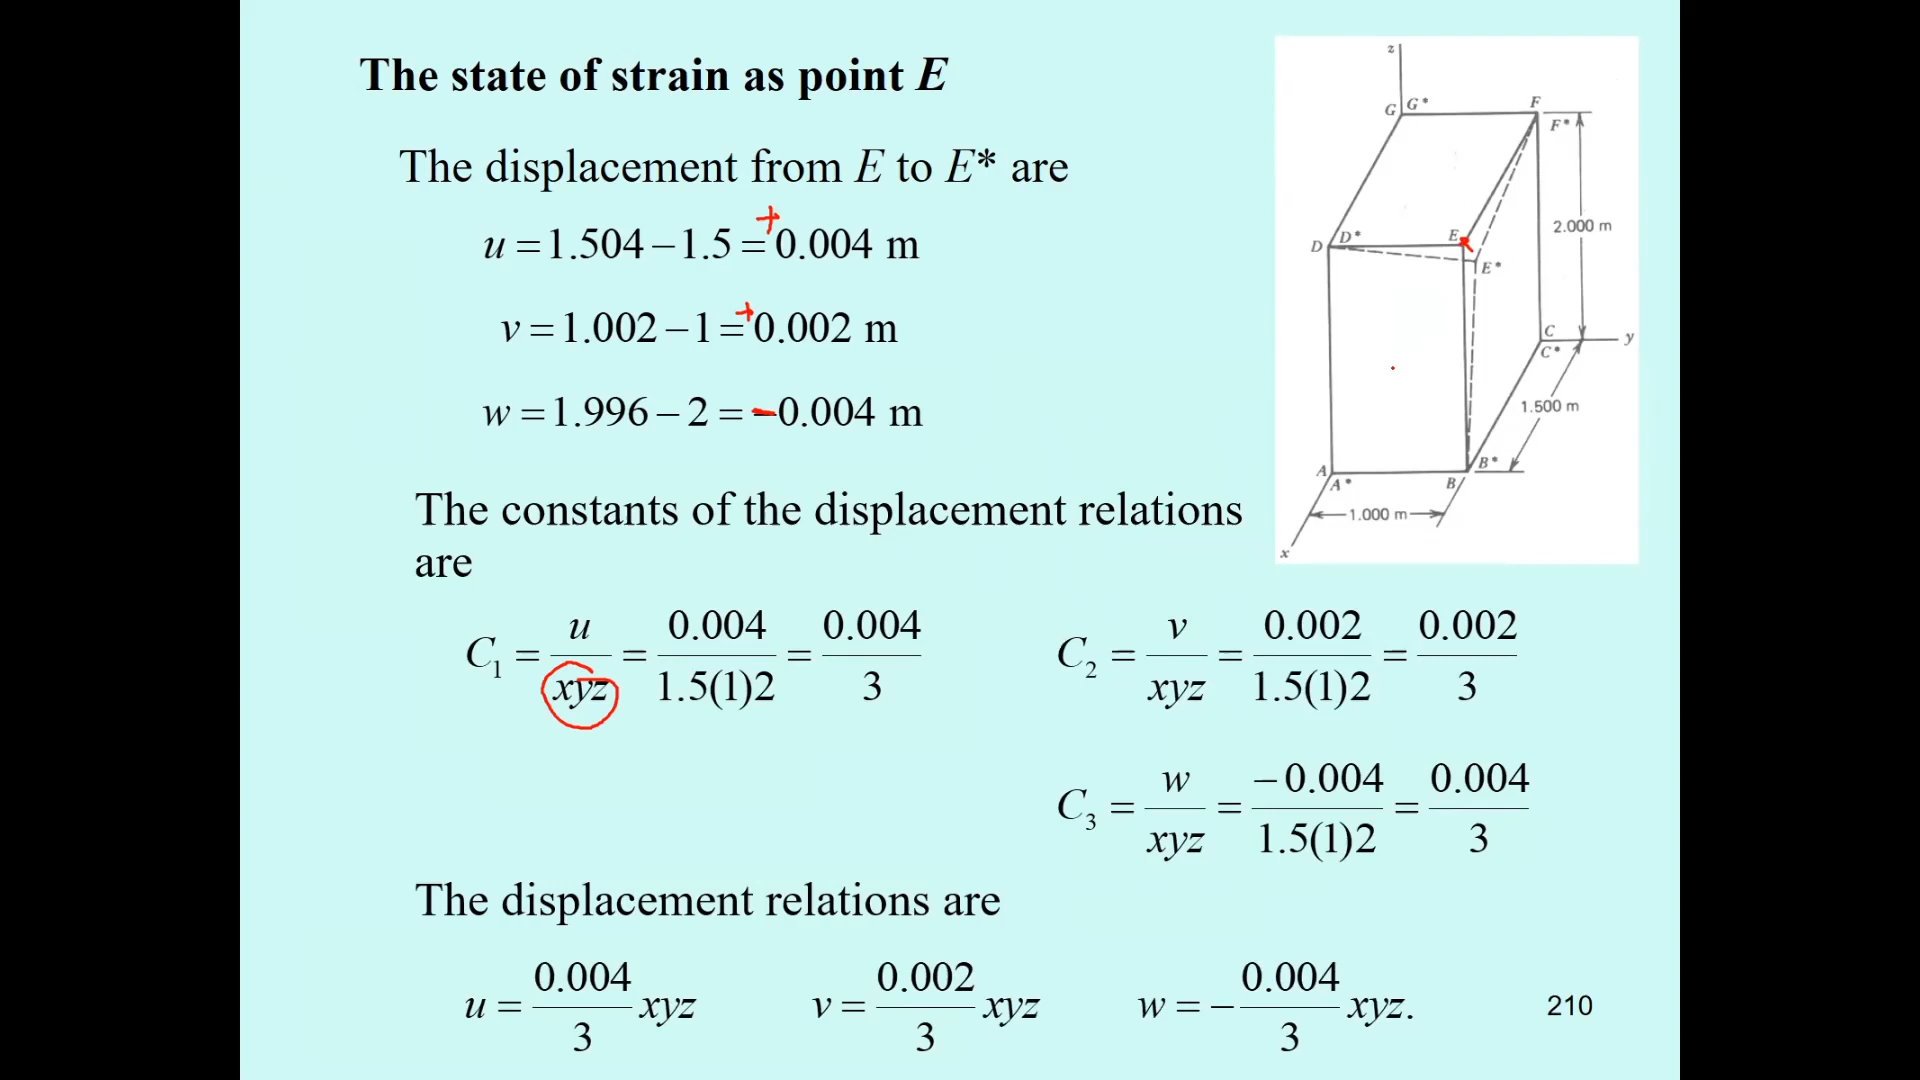 The state of strain as point E
The displacement from E to E* are
u = 1.504 − 1.5 = +0.004 m
v = 1.002 − 1 = +0.002 m
w = 1.996 − 2 = −0.004 m
The constants of the displacement relations
are
C₁ = u/xyz = 0.004/1.5(1)2 = 0.004/3
C₂ = v/xyz = 0.002/1.5(1)2 = 0.002/3
C₃ = w/xyz = −0.004/1.5(1)2 = 0.004/3
The displacement relations are
u = 0.004/3 xyz
v = 0.002/3 xyz
w = −0.004/3 xyz.
210
z
G G*
F
F*
2.000 m
D D*
E
E*
C
C*
y
1.500 m
A
A*
B*
B
1.000 m
x